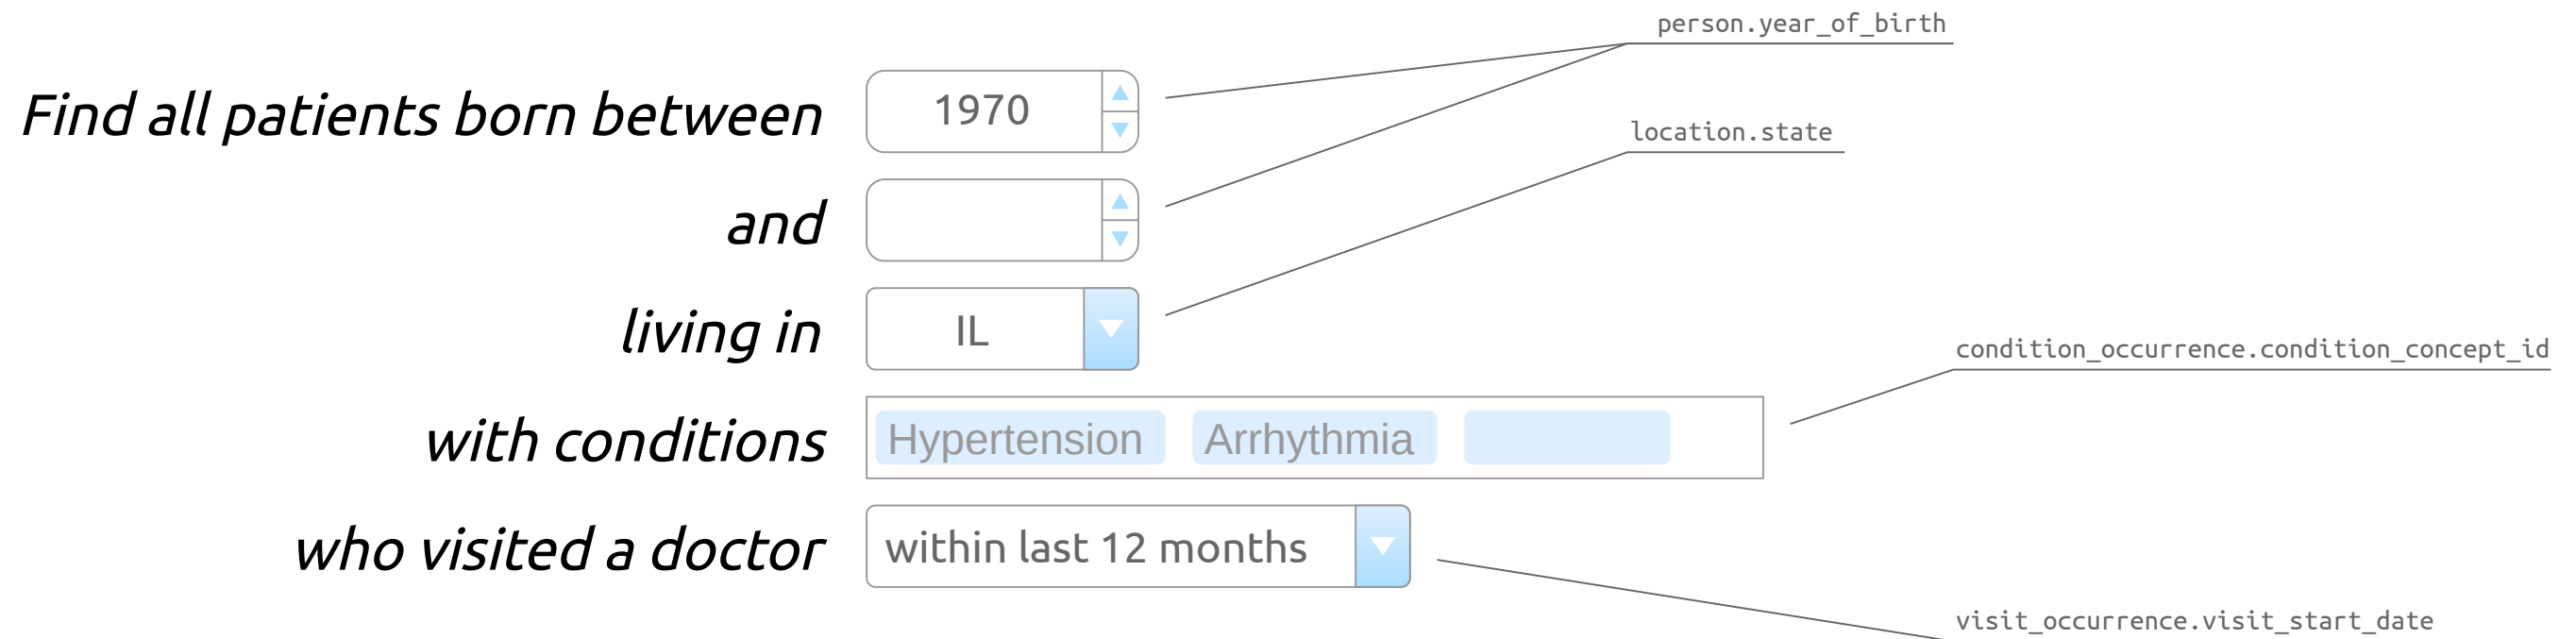 person.year_of_birth
Find all patients born between 1970
location.state
and
living in IL
condition_occurrence.condition_concept_id
with conditions Hypertension Arrhythmia
who visited a doctor within last 12 months
visit_occurrence.visit_start_date